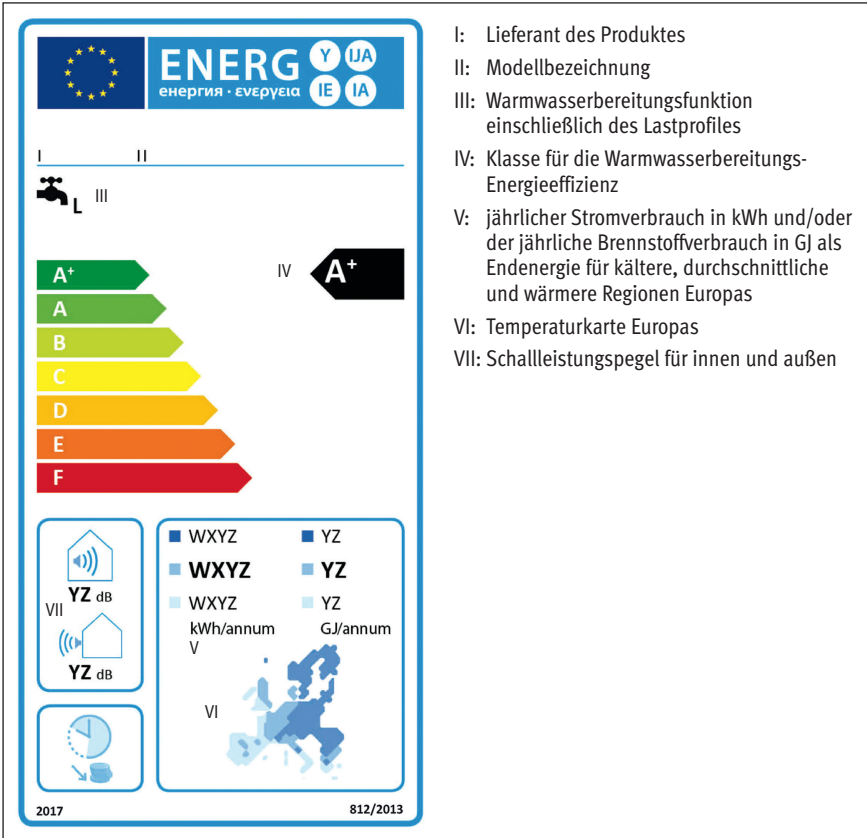 ENERG Y IJA
енергия · ενεργεια IE IA
I II
L III
A+ IV A+
A
B
C
D
E
F
WXYZ YZ
WXYZ YZ
WXYZ YZ
kWh/annum GJ/annum
V
VI
YZ dB
VII
YZ dB
2017 812/2013
I: Lieferant des Produktes
II: Modellbezeichnung
III: Warmwasserbereitungsfunktion
einschließlich des Lastprofiles
IV: Klasse für die Warmwasserbereitungs-
Energieeffizienz
V: jährlicher Stromverbrauch in kWh und/oder
der jährliche Brennstoffverbrauch in GJ als
Endenergie für kältere, durchschnittliche
und wärmere Regionen Europas
VI: Temperaturkarte Europas
VII: Schallleistungspegel für innen und außen